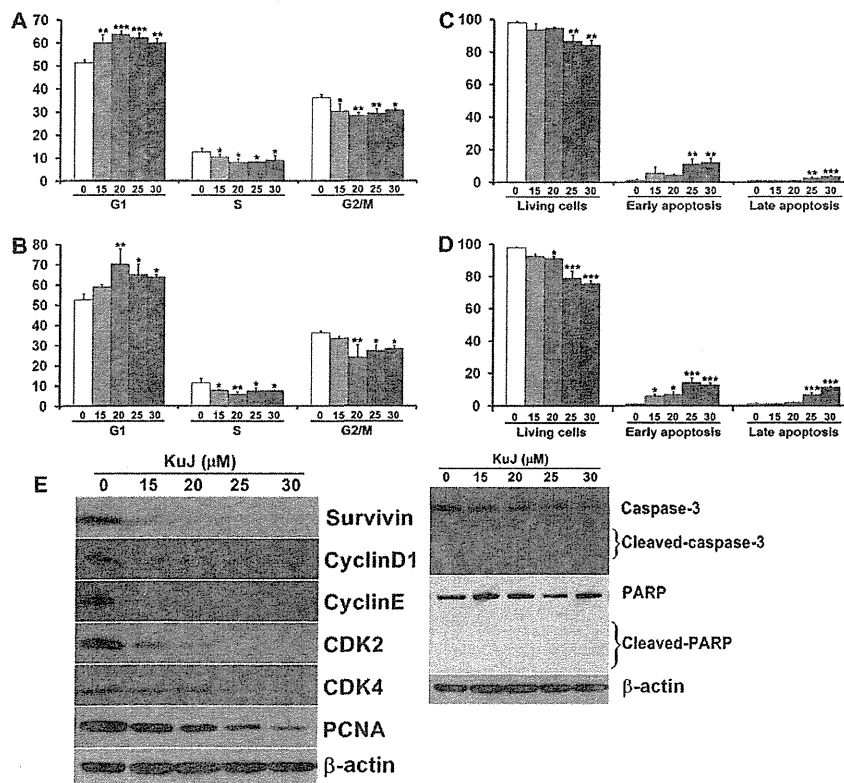 A
70
60
50
40
30
20
10
0
** *** *** **
* ** ** *
* * * *
0 15 20 25 30 0 15 20 25 30 0 15 20 25 30
G1 S G2/M
B
80
70
60
50
40
30
20
10
0
** * *
** * *
* ** * *
0 15 20 25 30 0 15 20 25 30 0 15 20 25 30
G1 S G2/M
C
100
80
60
40
20
0
** **
** **
** ***
0 15 20 25 30 0 15 20 25 30 0 15 20 25 30
Living cells Early apoptosis Late apoptosis
D
100
80
60
40
20
0
* *** ***
* * *** ***
*** ***
0 15 20 25 30 0 15 20 25 30 0 15 20 25 30
Living cells Early apoptosis Late apoptosis
E
KuJ (μM)
0 15 20 25 30
Survivin
CyclinD1
CyclinE
CDK2
CDK4
PCNA
β-actin
KuJ (μM)
0 15 20 25 30
Caspase-3
}Cleaved-caspase-3
PARP
}Cleaved-PARP
β-actin